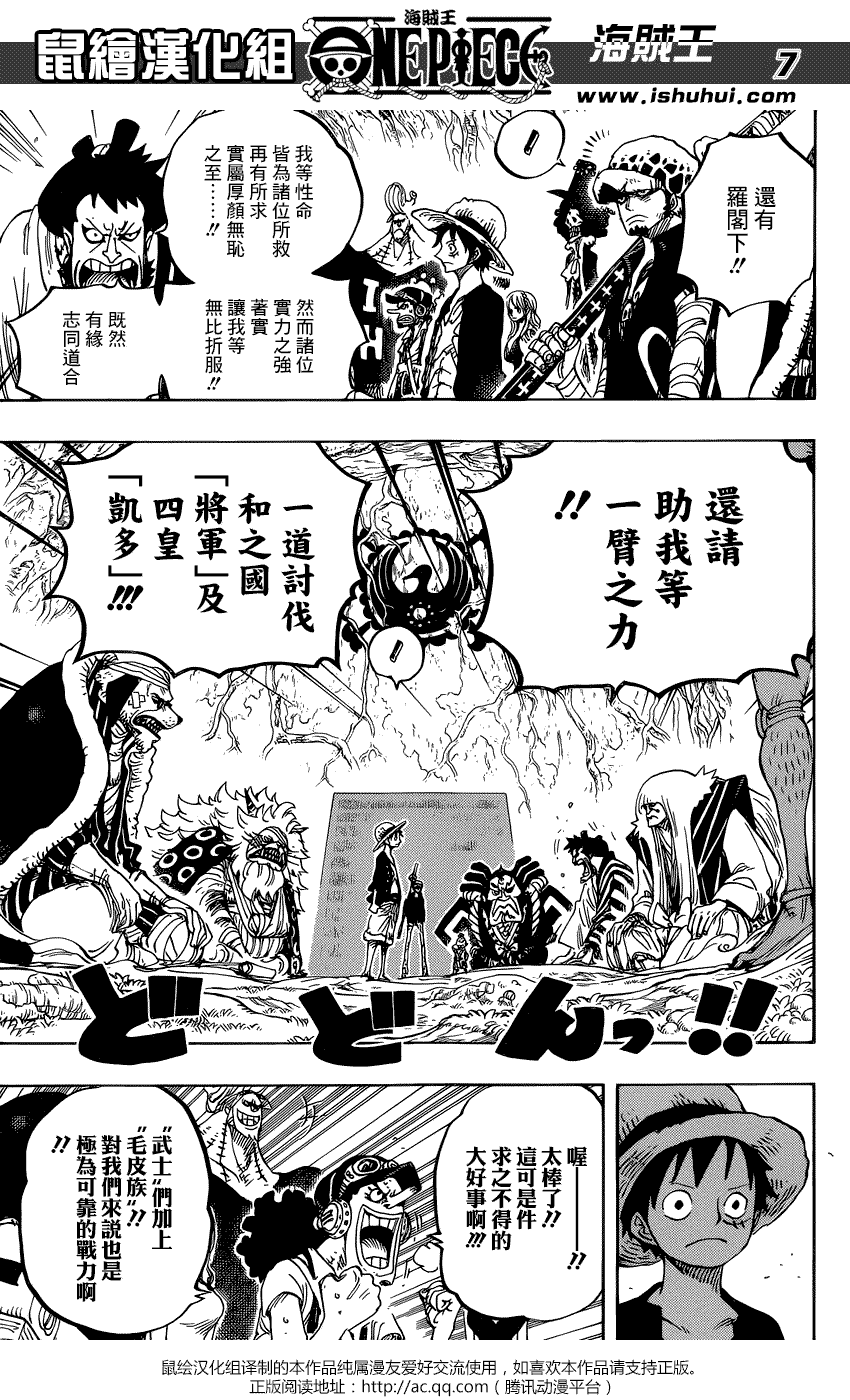 鼠繪漢化組
海賊王
ONE PIECE
海賊王
www.ishuhui.com
7
還有
羅閣下!!
!
我等性命
皆為諸位所救
再有所求
實屬厚顏無恥
之至……!!
然而諸位
實力之強
著實
讓我等
無比折服!!
既然
有緣
志同道合
還請
助我等
一臂之力
!!
一道討伐
和之國
「將軍」及
四皇
「凱多」!!!
!
ど ど んっ!!
喔——
太棒了!!
這可是件
求之不得的
大好事啊!!!
"武士"們加上
"毛皮族"!!
對我們來說也是
極為可靠的戰力啊
!!
鼠绘汉化组译制的本作品纯属漫友爱好交流使用，如喜欢本作品请支持正版。
正版阅读地址：http://ac.qq.com（腾讯动漫平台）